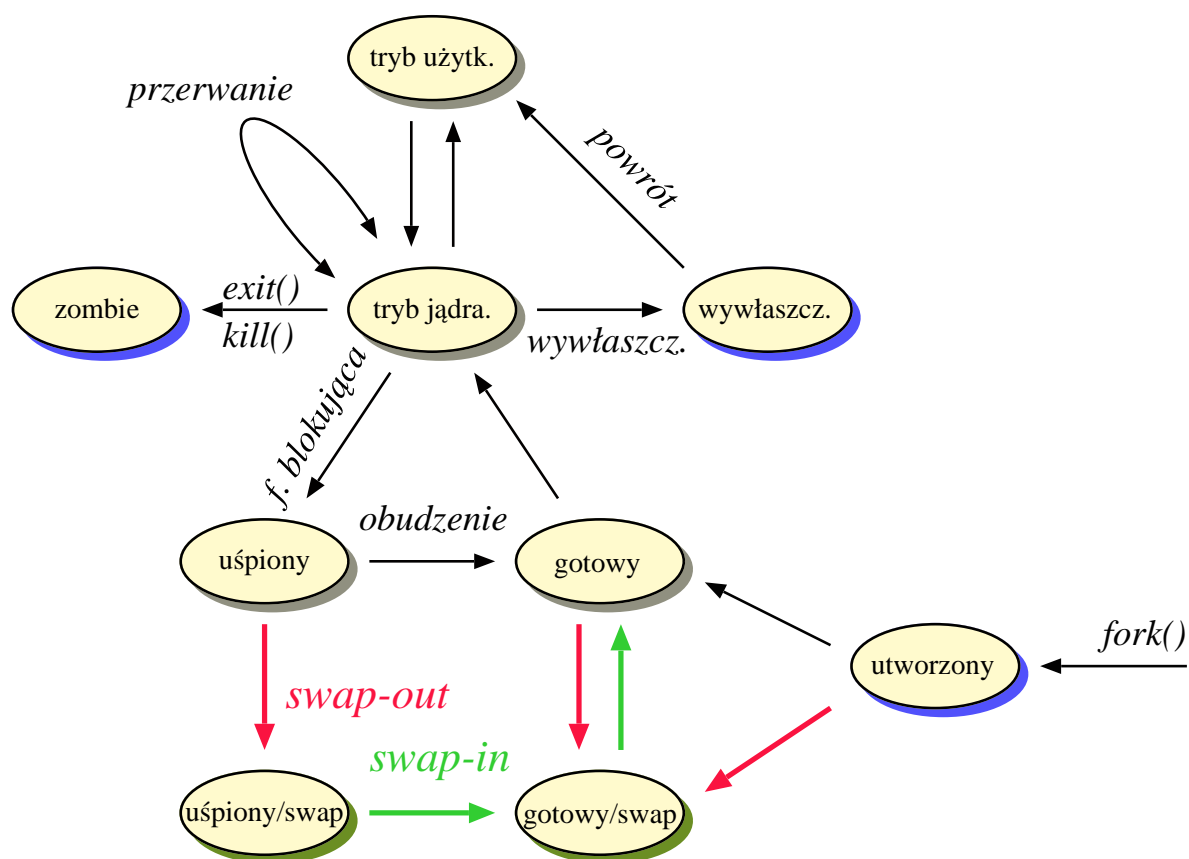 tryb użytk.
przerwanie
powrót
zombie
exit()
kill()
tryb jądra.
wywłaszcz.
wywłaszcz.
f. blokująca
uśpiony
obudzenie
gotowy
utworzony
fork()
swap-out
swap-in
uśpiony/swap
gotowy/swap